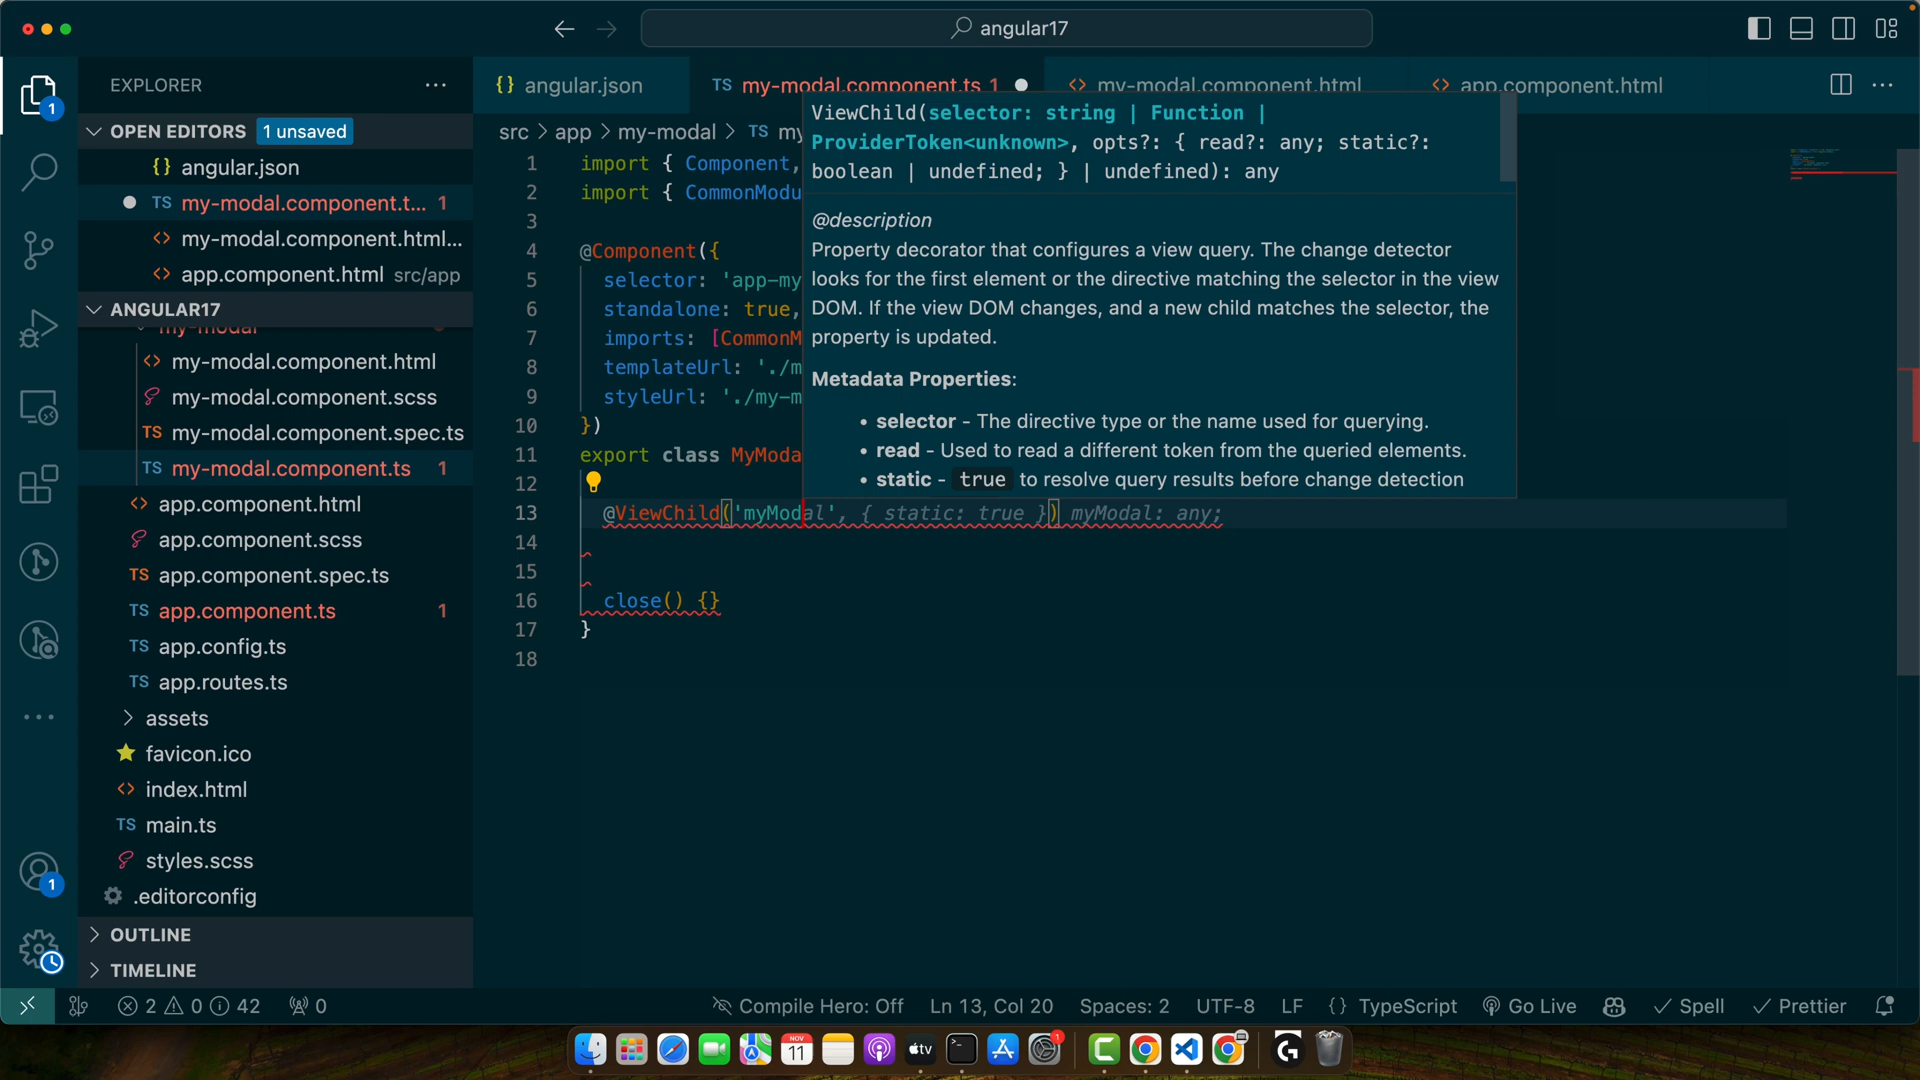 angular17
EXPLORER
{} angular.json
TS my-modal.component.ts 1
<> my-modal.component.html
<> app.component.html
OPEN EDITORS 1 unsaved
{} angular.json
TS my-modal.component.t... 1
<> my-modal.component.html...
<> app.component.html src/app
ANGULAR17
<> my-modal.component.html
my-modal.component.scss
TS my-modal.component.spec.ts
TS my-modal.component.ts 1
<> app.component.html
app.component.scss
TS app.component.spec.ts
TS app.component.ts 1
TS app.config.ts
TS app.routes.ts
assets
favicon.ico
<> index.html
TS main.ts
styles.scss
.editorconfig
OUTLINE
TIMELINE
1
1
src > app > my-modal > TS my
1 import { Component,
2 import { CommonModu
3
4 @Component({
5 selector: 'app-my
6 standalone: true,
7 imports: [CommonM
8 templateUrl: './m
9 styleUrl: './my-m
10 })
11 export class MyModa
12
13 @ViewChild('myModal', { static: true }) myModal: any;
14
15
16 close() {}
17 }
18
ViewChild(selector: string | Function |
ProviderToken<unknown>, opts?: { read?: any; static?:
boolean | undefined; } | undefined): any
@description
Property decorator that configures a view query. The change detector
looks for the first element or the directive matching the selector in the view
DOM. If the view DOM changes, and a new child matches the selector, the
property is updated.
Metadata Properties:
• selector - The directive type or the name used for querying.
• read - Used to read a different token from the queried elements.
• static - true to resolve query results before change detection
2 0 42 0
Compile Hero: Off Ln 13, Col 20 Spaces: 2 UTF-8 LF {} TypeScript Go Live Spell Prettier
NOV
11
tv
1